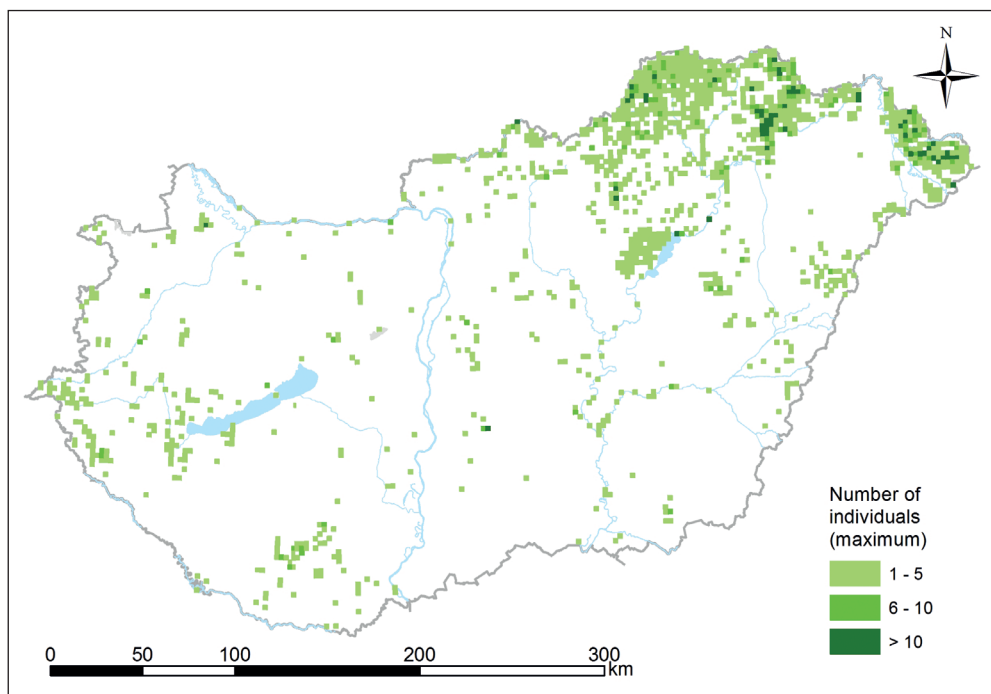 N
Number of
individuals
(maximum)
1 - 5
6 - 10
> 10
0 50 100 200 300
km